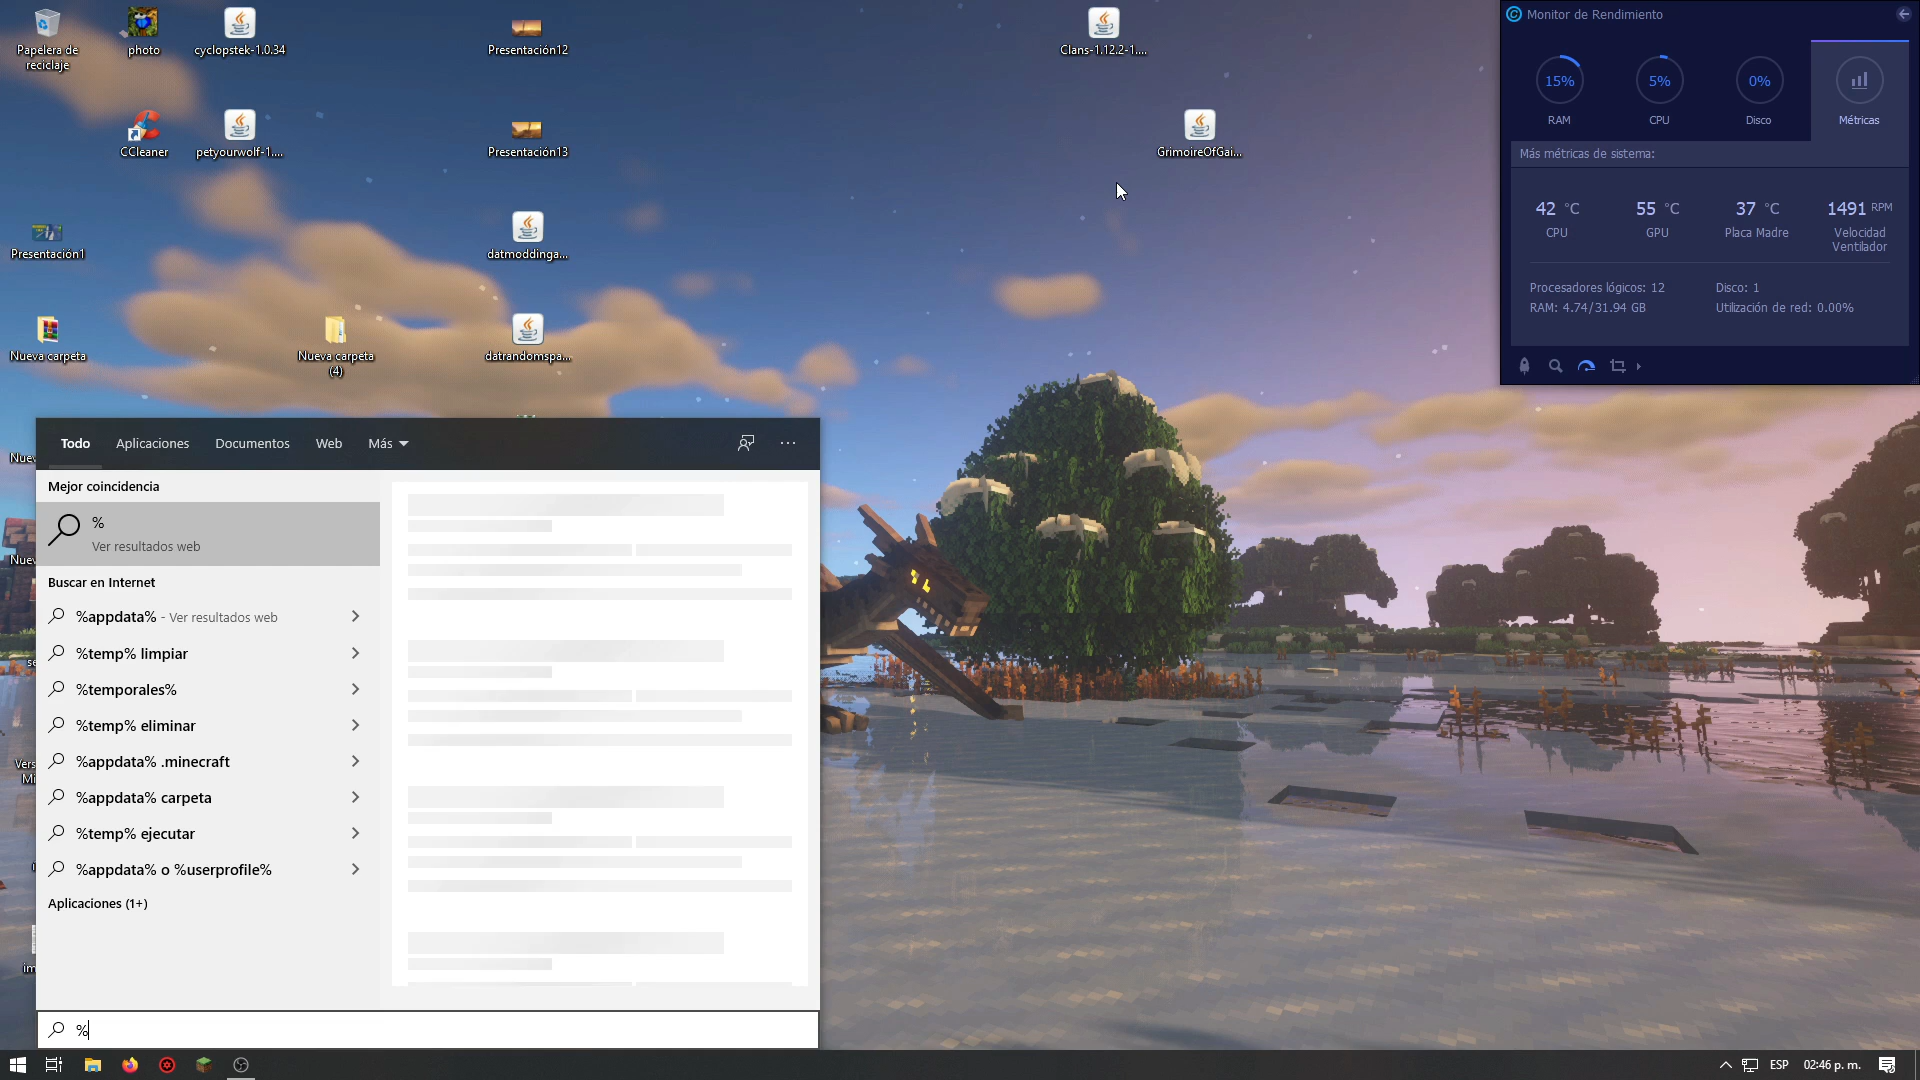 Papelera de
reciclaje
photo
cyclopstek-1.0.34
Presentación12
Clans-1.12.2-1....
CCleaner
petyourwolf-1....
Presentación13
GrimoireOfGai...
Presentación1
datmoddinga...
Nueva carpeta
Nueva carpeta
(4)
datrandomspa...
Monitor de Rendimiento
15%
5%
0%
RAM
CPU
Disco
Métricas
Más métricas de sistema:
42 °C
55 °C
37 °C
1491 RPM
CPU
GPU
Placa Madre
Velocidad
Ventilador
Procesadores lógicos: 12
Disco: 1
RAM: 4.74/31.94 GB
Utilización de red: 0.00%
Todo
Aplicaciones
Documentos
Web
Más
Mejor coincidencia
%
Ver resultados web
Buscar en Internet
%appdata% - Ver resultados web
%temp% limpiar
%temporales%
%temp% eliminar
%appdata% .minecraft
%appdata% carpeta
%temp% ejecutar
%appdata% o %userprofile%
Aplicaciones (1+)
%
ESP
02:46 p. m.